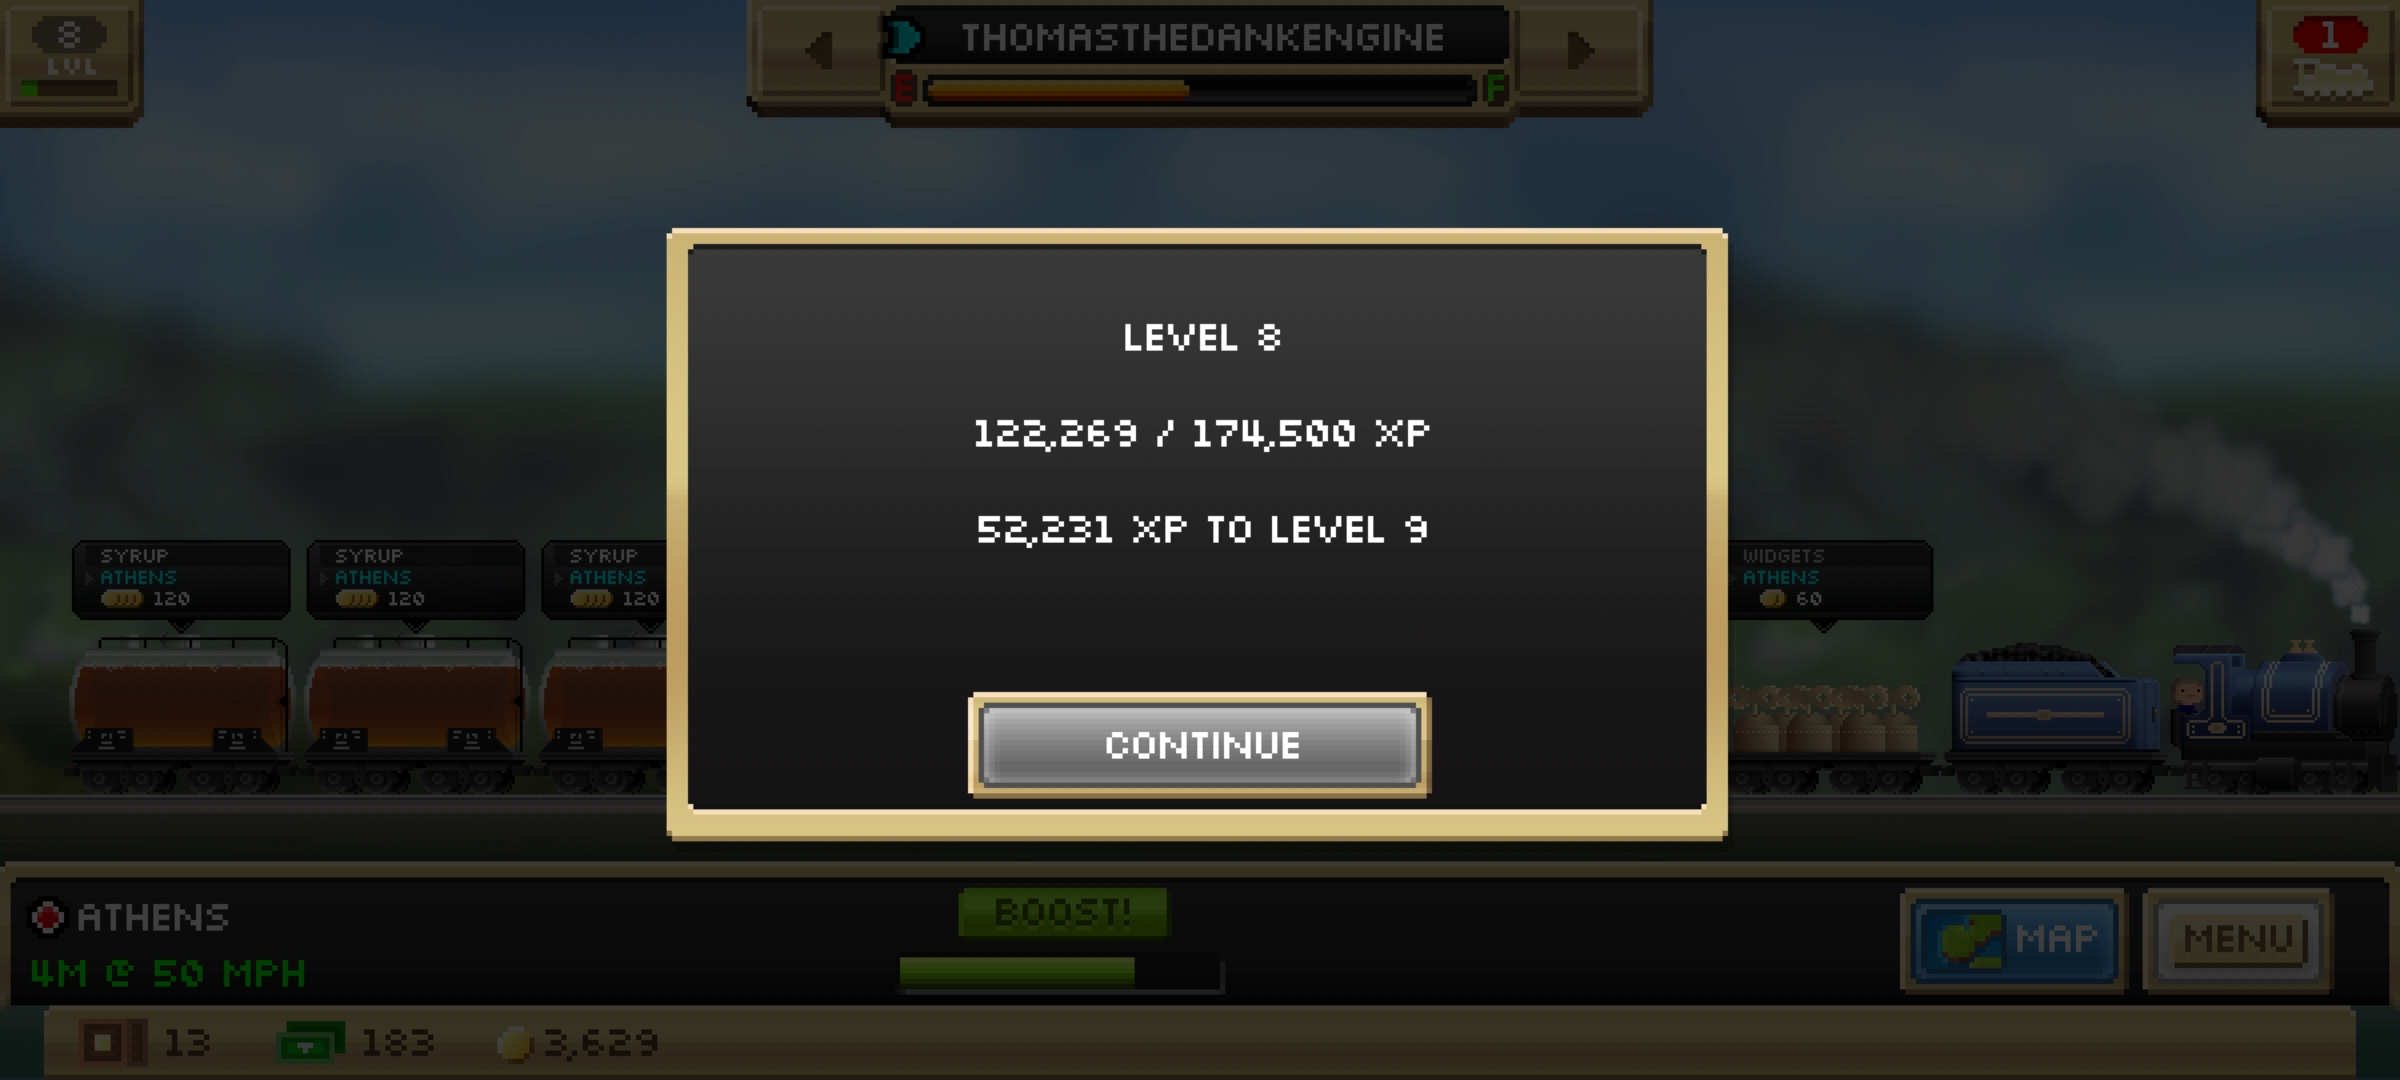 8
LVL
THOMASTHEDANKENGINE
E
F
1
LEVEL 8
122,269 / 174,500 XP
52,231 XP TO LEVEL 9
CONTINUE
SYRUP
ATHENS
120
SYRUP
ATHENS
120
SYRUP
ATHENS
120
WIDGETS
ATHENS
60
ATHENS
4M @ 50 MPH
BOOST!
MAP
MENU
13
183
3,629